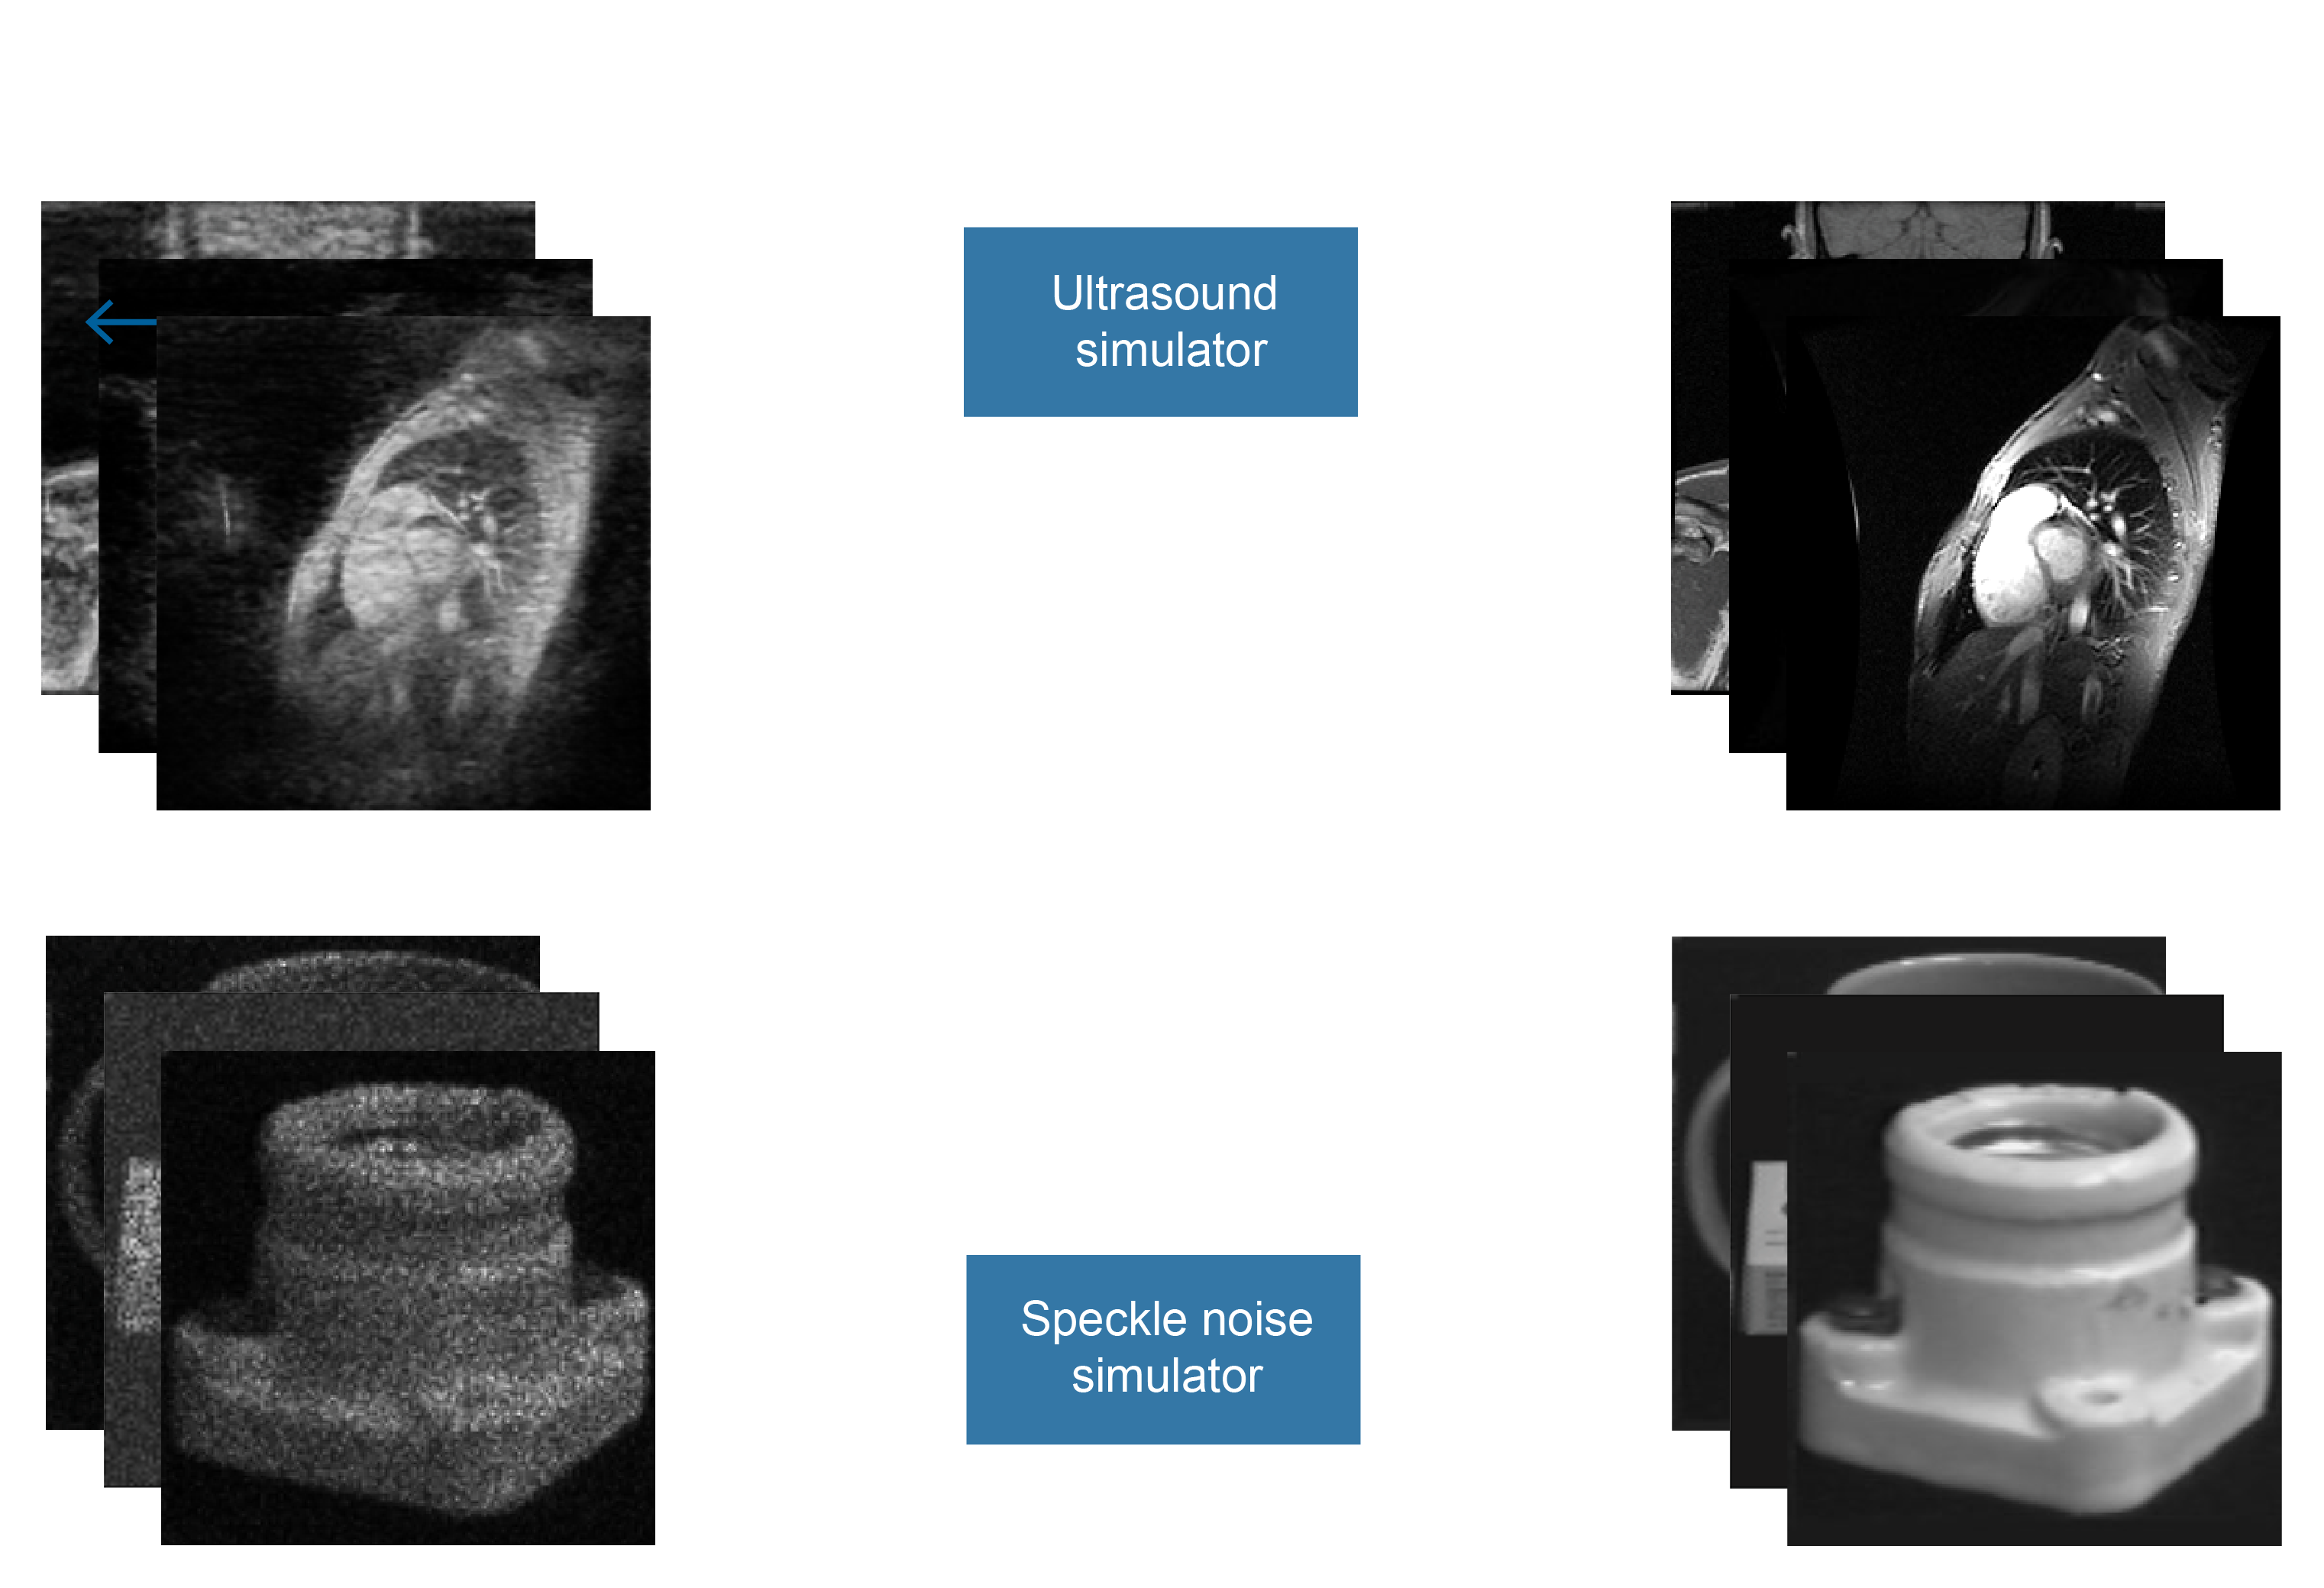 Ultrasound
simulator
Speckle noise
simulator